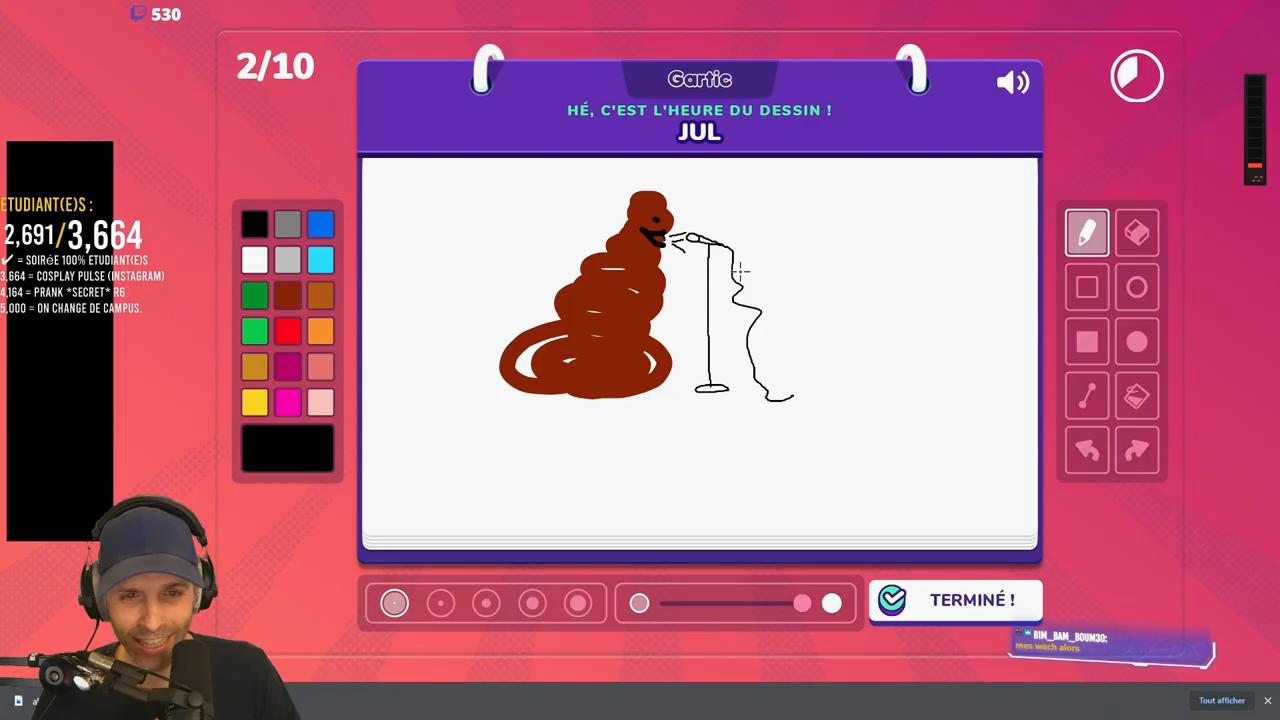 530
2/10
Gartic
HÉ, C'EST L'HEURE DU DESSIN !
JUL
ETUDIANT(E)S :
2,691/3,664
✓ = SOIRéE 100% ETUDIANT(E)S
3,664 = COSPLAY PULSE (INSTAGRAM)
4,164 = PRANK *SECRET* R6
5,000 = ON CHANGE DE CAMPUS.
TERMINÉ !
BIM_BAM_BOUM30:
mes wech alors
Tout afficher